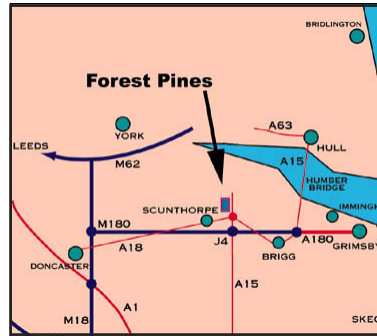 BRIDLINGTON
Forest Pines
YORK
A63
HULL
LEEDS
M62
A15
HUMBER
BRIDGE
IMMINGH
SCUNTHORPE
M180
A18
J4
A180
GRIMSBY
BRIGG
DONCASTER
A1
A15
M18
SKEG